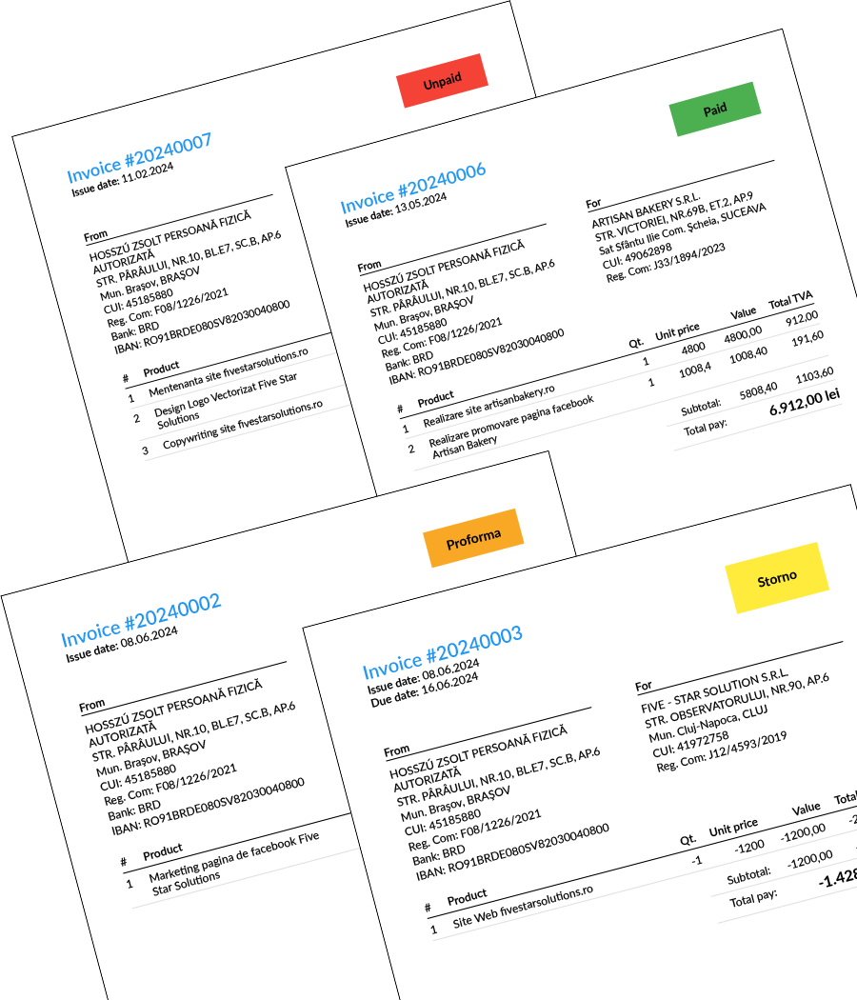 Unpaid
Invoice #20240007
Issue date: 11.02.2024
From
HOSSZÚ ZSOLT PERSOANĂ FIZICĂ
AUTORIZATĂ
STR. PÂRÂULUI, NR.10, BL.E7, SC.B, AP.6
Mun. Brașov, BRAȘOV
CUI: 45185880
Reg. Com: F08/1226/2021
Bank: BRD
IBAN: RO91BRDE080SV82030040800
# Product
1 Mentenanta site fivestarsolutions.ro
2 Design Logo Vectorizat Five Star
Solutions
3 Copywriting site fivestarsolutions.ro
Paid
Invoice #20240006
Issue date: 13.05.2024
From
HOSSZÚ ZSOLT PERSOANĂ FIZICĂ
AUTORIZATĂ
STR. PÂRÂULUI, NR.10, BL.E7, SC.B, AP.6
Mun. Brașov, BRAȘOV
CUI: 45185880
Reg. Com: F08/1226/2021
Bank: BRD
IBAN: RO91BRDE080SV82030040800
For
ARTISAN BAKERY S.R.L.
STR. VICTORIEI, NR.69B, ET.2, AP.9
Sat Sfântu Ilie Com. Șcheia, SUCEAVA
CUI: 49062898
Reg. Com: J33/1894/2023
# Product Qt. Unit price Value Total TVA
1 Realizare site artisanbakery.ro 1 4800 4800,00 912,00
2 Realizare promovare pagina facebook 1 1008,4 1008,40 191,60
Artisan Bakery
Subtotal: 5808,40 1103,60
Total pay: 6.912,00 lei
Proforma
Invoice #20240002
Issue date: 08.06.2024
From
HOSSZÚ ZSOLT PERSOANĂ FIZICĂ
AUTORIZATĂ
STR. PÂRÂULUI, NR.10, BL.E7, SC.B, AP.6
Mun. Brașov, BRAȘOV
CUI: 45185880
Reg. Com: F08/1226/2021
Bank: BRD
IBAN: RO91BRDE080SV82030040800
# Product
1 Marketing pagina de facebook Five
Star Solutions
Storno
Invoice #20240003
Issue date: 08.06.2024
Due date: 16.06.2024
From
HOSSZÚ ZSOLT PERSOANĂ FIZICĂ
AUTORIZATĂ
STR. PÂRÂULUI, NR.10, BL.E7, SC.B, AP.6
Mun. Brașov, BRAȘOV
CUI: 45185880
Reg. Com: F08/1226/2021
Bank: BRD
IBAN: RO91BRDE080SV82030040800
For
FIVE - STAR SOLUTION S.R.L.
STR. OBSERVATORULUI, NR.90, AP.6
Mun. Cluj-Napoca, CLUJ
CUI: 41972758
Reg. Com: J12/4593/2019
# Product Qt. Unit price Value Total
1 Site Web fivestarsolutions.ro -1 -1200 -1200,00 -2
Subtotal: -1200,00
Total pay: -1.428